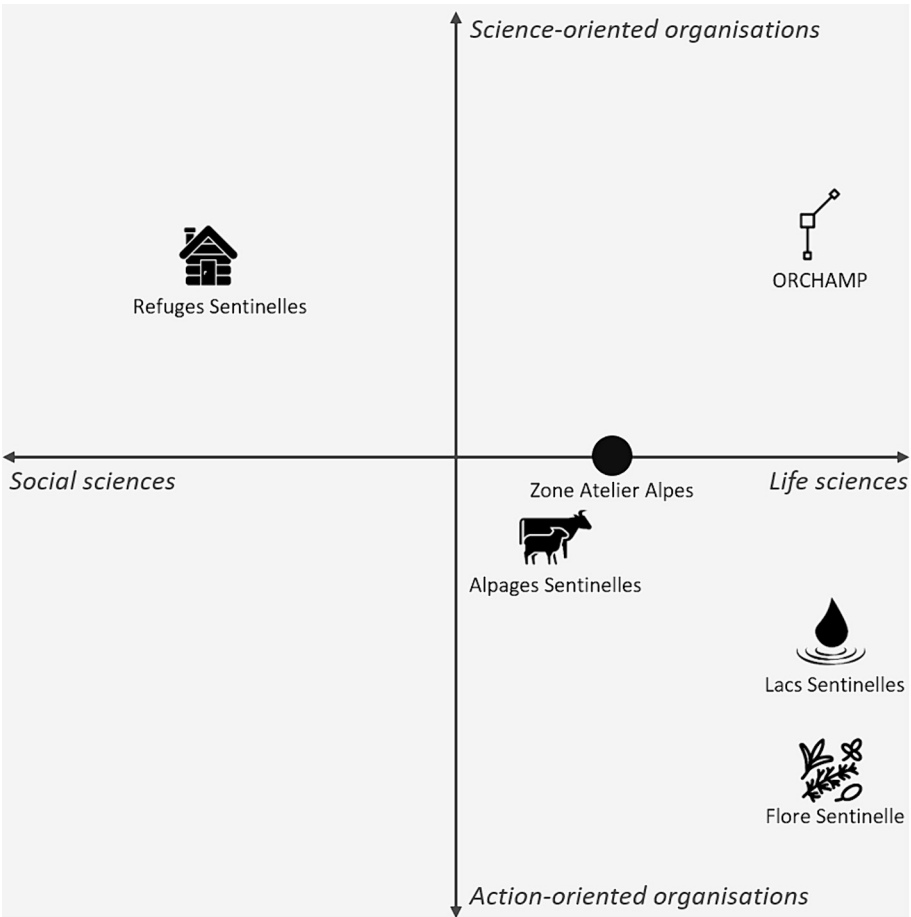 Science-oriented organisations
ORCHAMP
Refuges Sentinelles
Social sciences
Life sciences
Zone Atelier Alpes
Alpages Sentinelles
Lacs Sentinelles
Flore Sentinelle
Action-oriented organisations